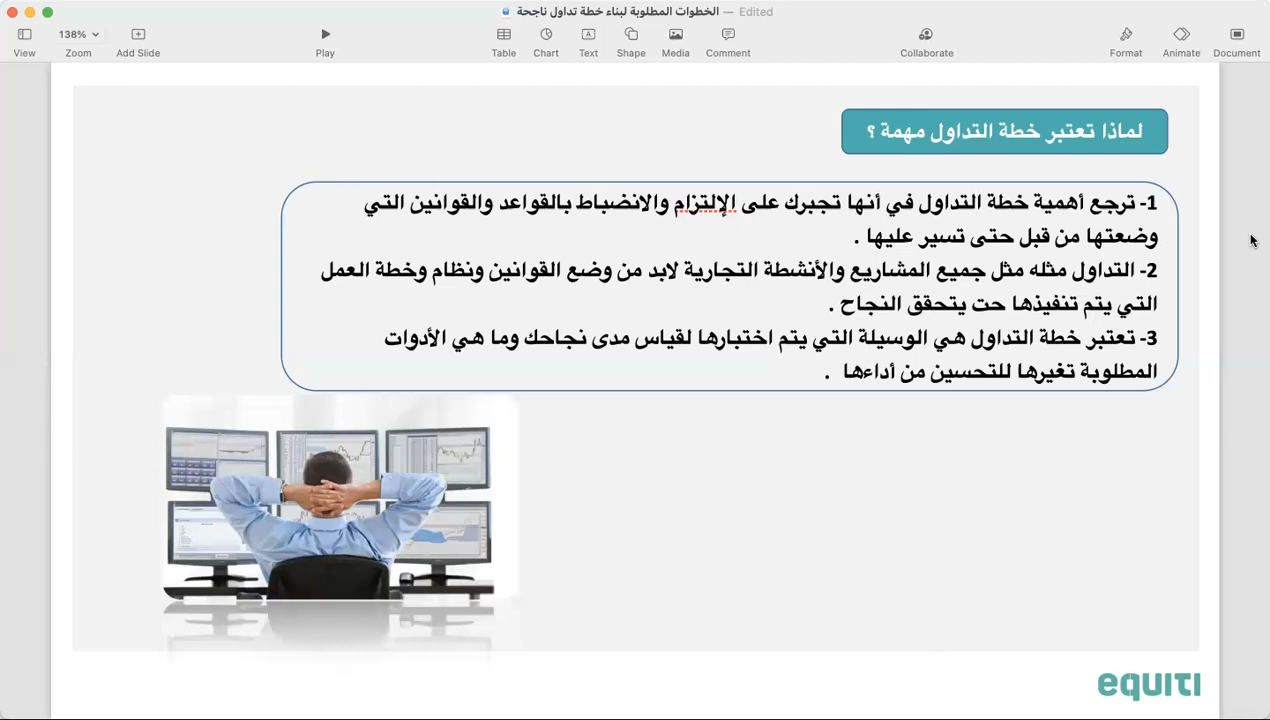 الخطوات المطلوبة لبناء خطة تداول ناجحة — Edited
138%
View
Zoom
Add Slide
Play
Table
Chart
Text
Shape
Media
Comment
Collaborate
Format
Animate
Document
لماذا تعتبر خطة التداول مهمة ؟
1- ترجع أهمية خطة التداول في أنها تجبرك على الإلتزام والانضباط بالقواعد والقوانين التي
وضعتها من قبل حتى تسير عليها .
2- التداول مثله مثل جميع المشاريع والأنشطة التجارية لابد من وضع القوانين ونظام وخطة العمل
التي يتم تنفيذها حت يتحقق النجاح .
3- تعتبر خطة التداول هي الوسيلة التي يتم اختبارها لقياس مدى نجاحك وما هي الأدوات
المطلوبة تغيرها للتحسين من أداءها .
equiti